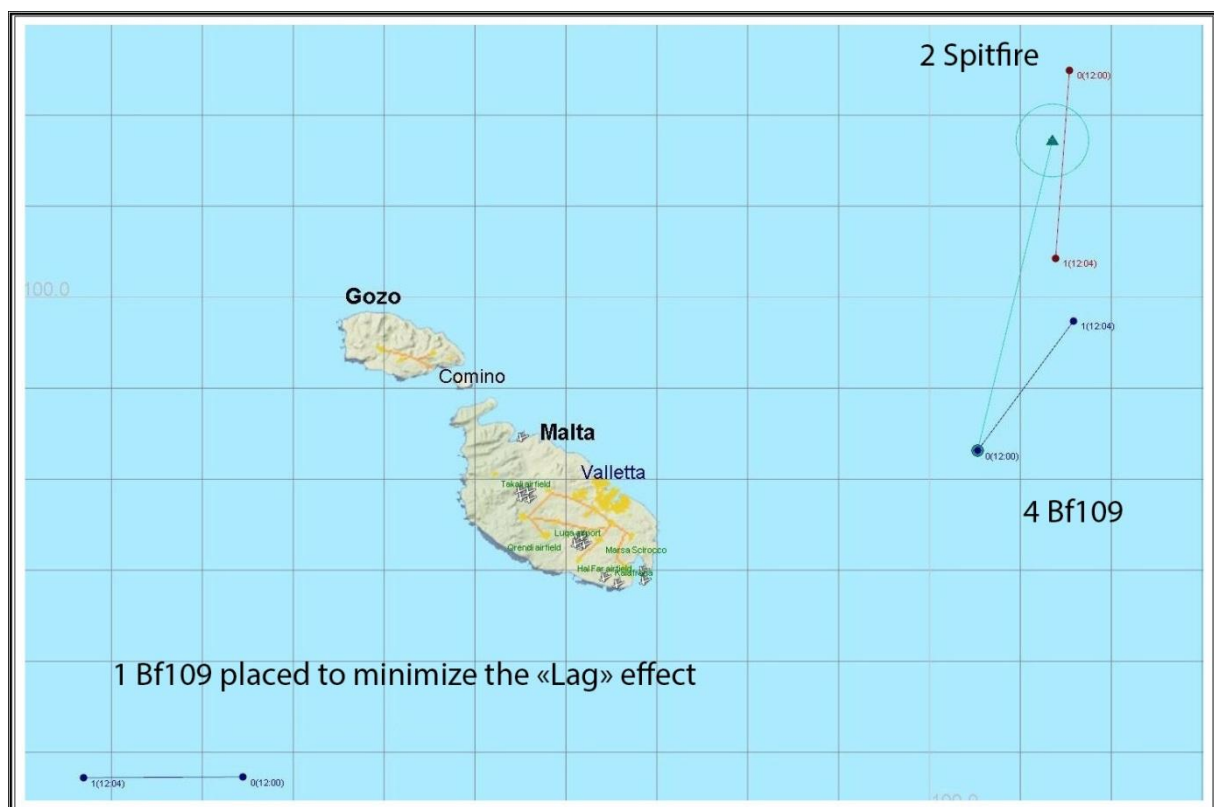 2 Spitfire
0(12:00)
1(12:04)
100.0
Gozo
1(12:04)
Comino
Malta
0(12:00)
Valletta
Takali airfield
4 Bf109
Luqa airport
Qrendi airfield
Marsa Scirocco
Hal Far airfield
1 Bf109 placed to minimize the «Lag» effect
1(12:04)
0(12:00)
100.0